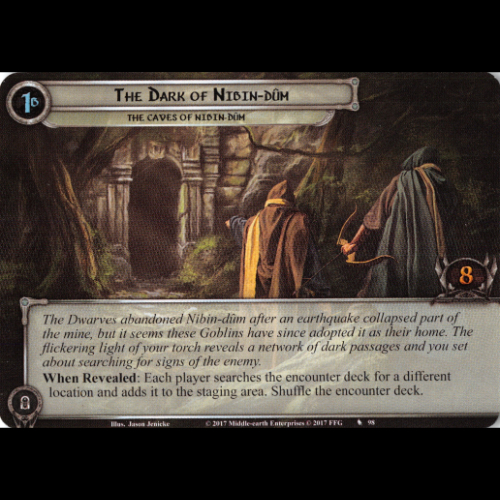 1B
The Dark of Nibin-dûm
The Caves of Nibin-dûm
8
The Dwarves abandoned Nibin-dûm after an earthquake collapsed part of
the mine, but it seems these Goblins have since adopted it as their home. The
flickering light of your torch reveals a network of dark passages and you set
about searching for signs of the enemy.
When Revealed: Each player searches the encounter deck for a different
location and adds it to the staging area. Shuffle the encounter deck.
Illus. Jason Jenicke © 2017 Middle-earth Enterprises © 2017 FFG 98